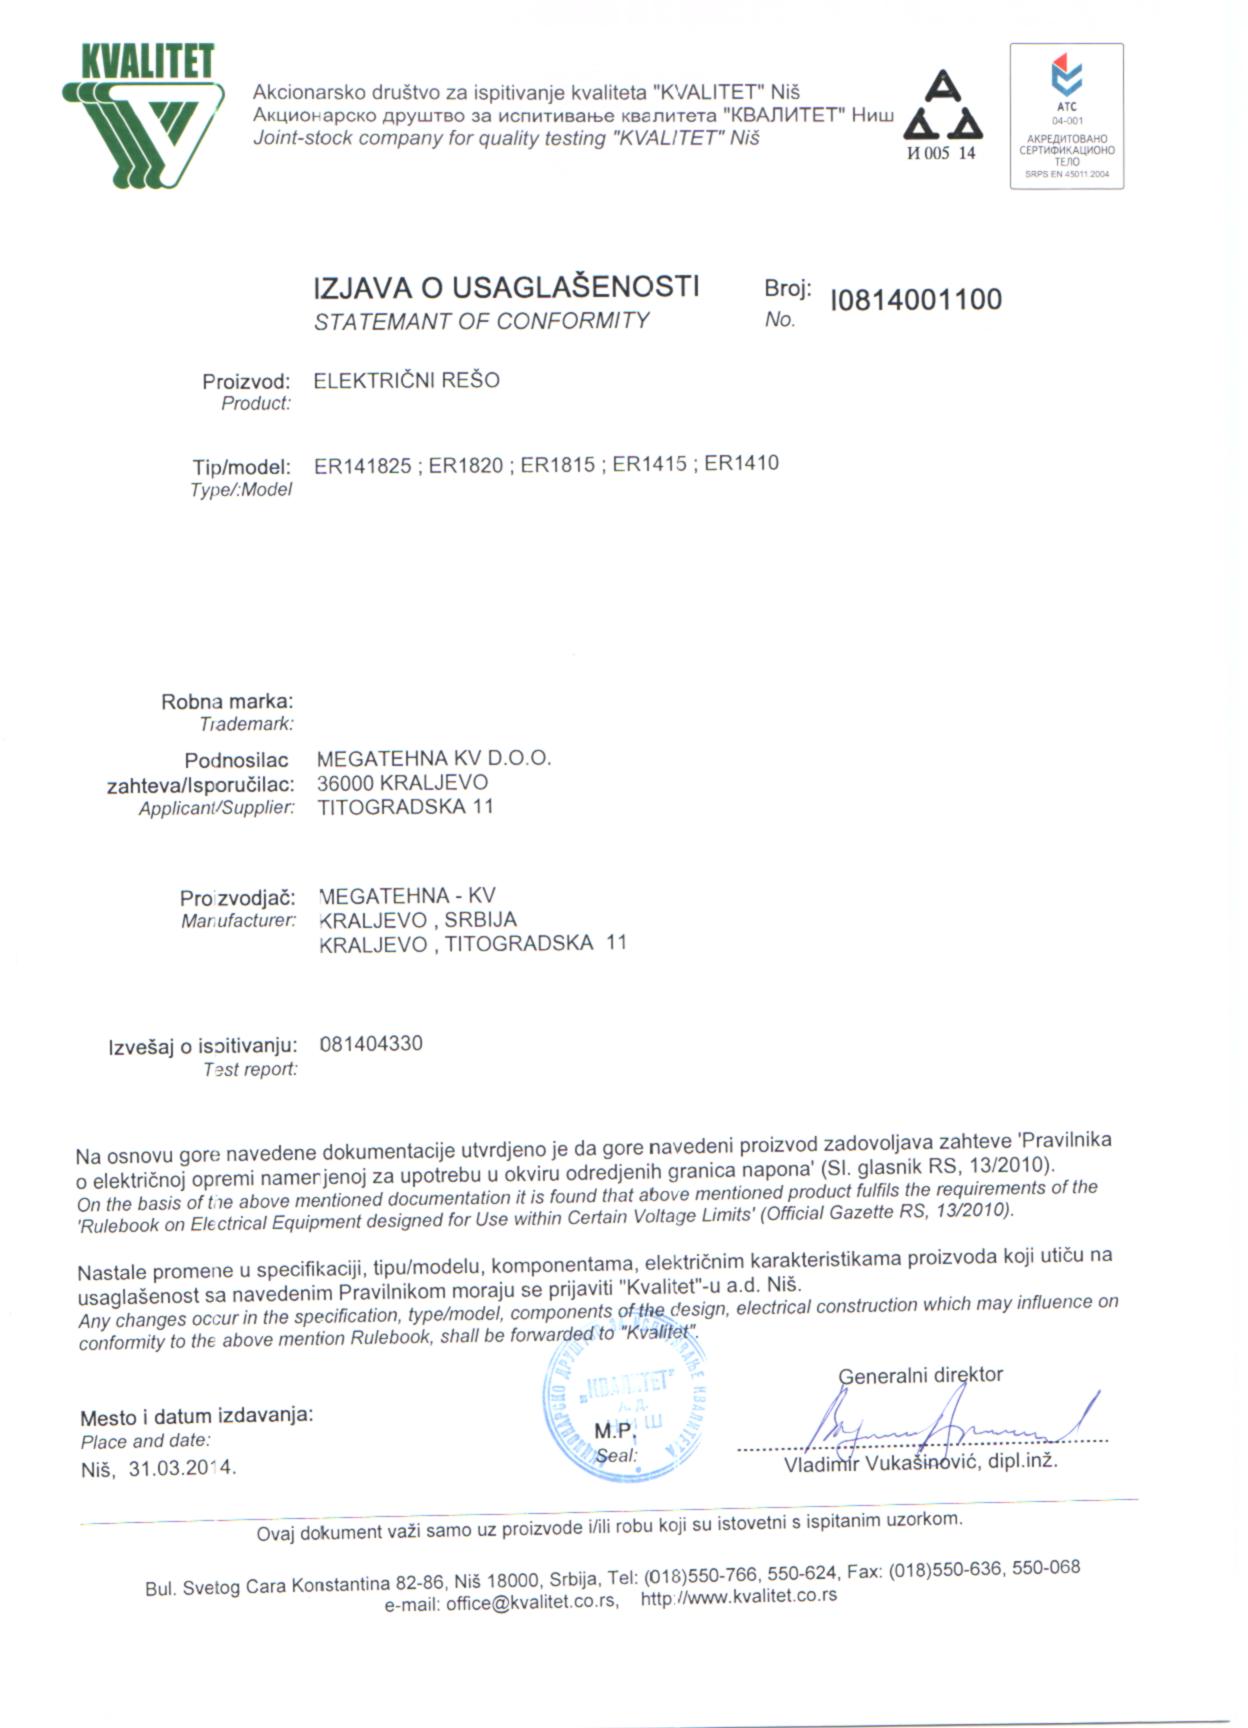 KVALITET
Akcionarsko društvo za ispitivanje kvaliteta "KVALITET" Niš
Акционарско друштво за испитивање квалитета "КВАЛИТЕТ" Ниш
Joint-stock company for quality testing "KVALITET" Niš
И 005 14
АТС
04-001
АКРЕДИТОВАНО
СЕРТИФИКАЦИОНО
ТЕЛО
SRPS EN 45011:2004
IZJAVA O USAGLAŠENOSTI
STATEMANT OF CONFORMITY
Broj: I0814001100
No.
Proizvod: ELEKTRIČNI REŠO
Product:
Tip/model: ER141825 ; ER1820 ; ER1815 ; ER1415 ; ER1410
Type/:Model
Robna marka:
Trademark:
Podnosilac MEGATEHNA KV D.O.O.
zahteva/Isporučilac: 36000 KRALJEVO
Applicant/Supplier: TITOGRADSKA 11
Proizvodjač: MEGATEHNA - KV
Manufacturer: KRALJEVO , SRBIJA
KRALJEVO , TITOGRADSKA 11
Izvešaj o ispitivanju: 081404330
Test report:
Na osnovu gore navedene dokumentacije utvrdjeno je da gore navedeni proizvod zadovoljava zahteve 'Pravilnika
o električnoj opremi namenjenoj za upotrebu u okviru odredjenih granica napona' (Sl. glasnik RS, 13/2010).
On the basis of the above mentioned documentation it is found that above mentioned product fulfils the requirements of the
'Rulebook on Electrical Equipment designed for Use within Certain Voltage Limits' (Official Gazette RS, 13/2010).
Nastale promene u specifikaciji, tipu/modelu, komponentama, električnim karakteristikama proizvoda koji utiču na
usaglašenost sa navedenim Pravilnikom moraju se prijaviti "Kvalitet"-u a.d. Niš.
Any changes occur in the specification, type/model, components of the design, electrical construction which may influence on
conformity to the above mention Rulebook, shall be forwarded to "Kvalitet".
Generalni direktor
Mesto i datum izdavanja:
Place and date:
Niš, 31.03.2014.
АКЦИОНАРСКО ДРУШТВО ЗА ИСПИТИВАЊЕ КВАЛИТЕТА
„КВАЛИТЕТ"
А. Д.
НИШ
M.P.
Seal:
Vladimir Vukašinović, dipl.inž.
Ovaj dokument važi samo uz proizvode i/ili robu koji su istovetni s ispitanim uzorkom.
Bul. Svetog Cara Konstantina 82-86, Niš 18000, Srbija, Tel: (018)550-766, 550-624, Fax: (018)550-636, 550-068
e-mail: office@kvalitet.co.rs, http://www.kvalitet.co.rs